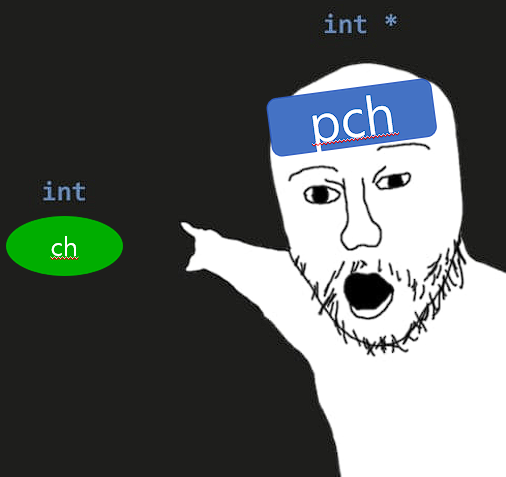 int *
pch
int
ch